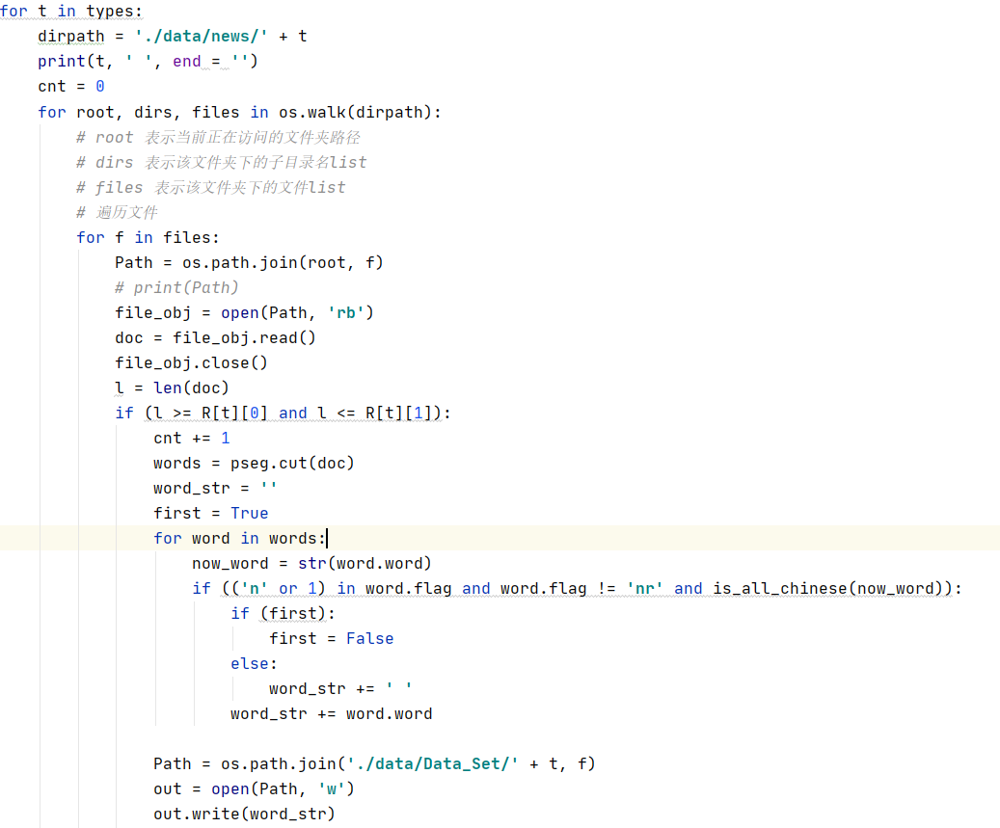 for t in types:
    dirpath = './data/news/' + t
    print(t, ' ', end = '')
    cnt = 0
    for root, dirs, files in os.walk(dirpath):
        # root 表示当前正在访问的文件夹路径
        # dirs 表示该文件夹下的子目录名list
        # files 表示该文件夹下的文件list
        # 遍历文件
        for f in files:
            Path = os.path.join(root, f)
            # print(Path)
            file_obj = open(Path, 'rb')
            doc = file_obj.read()
            file_obj.close()
            l = len(doc)
            if (l >= R[t][0] and l <= R[t][1]):
                cnt += 1
                words = pseg.cut(doc)
                word_str = ''
                first = True
                for word in words:
                    now_word = str(word.word)
                    if (('n' or 1) in word.flag and word.flag != 'nr' and is_all_chinese(now_word)):
                        if (first):
                            first = False
                        else:
                            word_str += ' '
                        word_str += word.word

                Path = os.path.join('./data/Data_Set/' + t, f)
                out = open(Path, 'w')
                out.write(word_str)